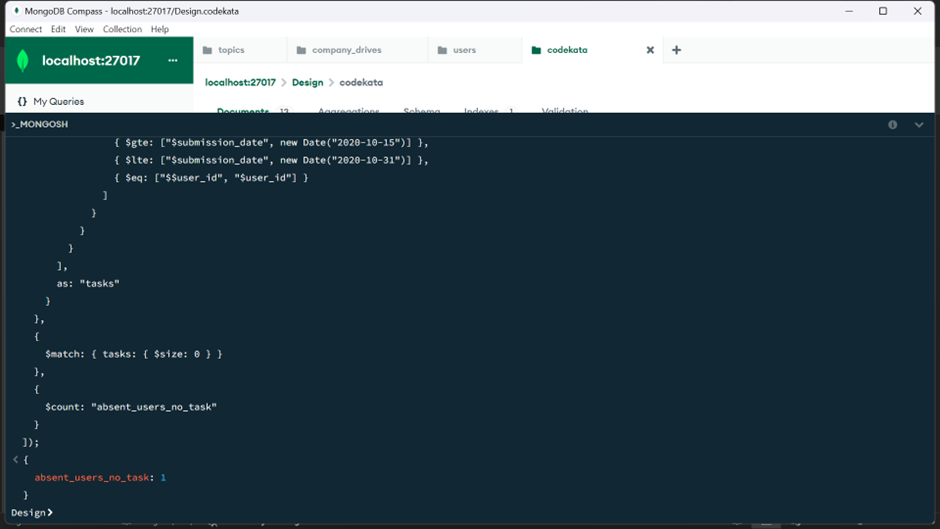 MongoDB Compass - localhost:27017/Design.codekata
Connect Edit View Collection Help
localhost:27017 ...
topics company_drives users codekata
localhost:27017 > Design > codekata
{} My Queries
Documents 13 Aggregations Schema Indexes 1 Validation
>_MONGOSH
{ $gte: ["$submission_date", new Date("2020-10-15")] },
{ $lte: ["$submission_date", new Date("2020-10-31")] },
{ $eq: ["$$user_id", "$user_id"] }
]
}
}
}
],
as: "tasks"
}
},
{
$match: { tasks: { $size: 0 } }
},
{
$count: "absent_users_no_task"
}
]);
< {
absent_users_no_task: 1
}
Design>